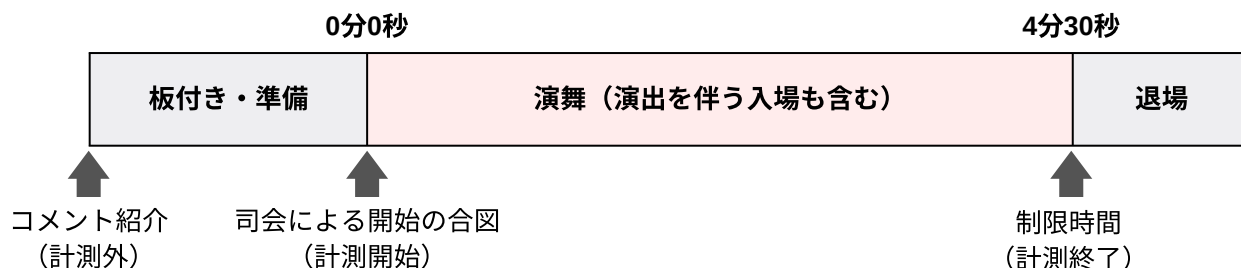 0分0秒
4分30秒
板付き・準備
演舞（演出を伴う入場も含む）
退場
コメント紹介
（計測外）
司会による開始の合図
（計測開始）
制限時間
（計測終了）